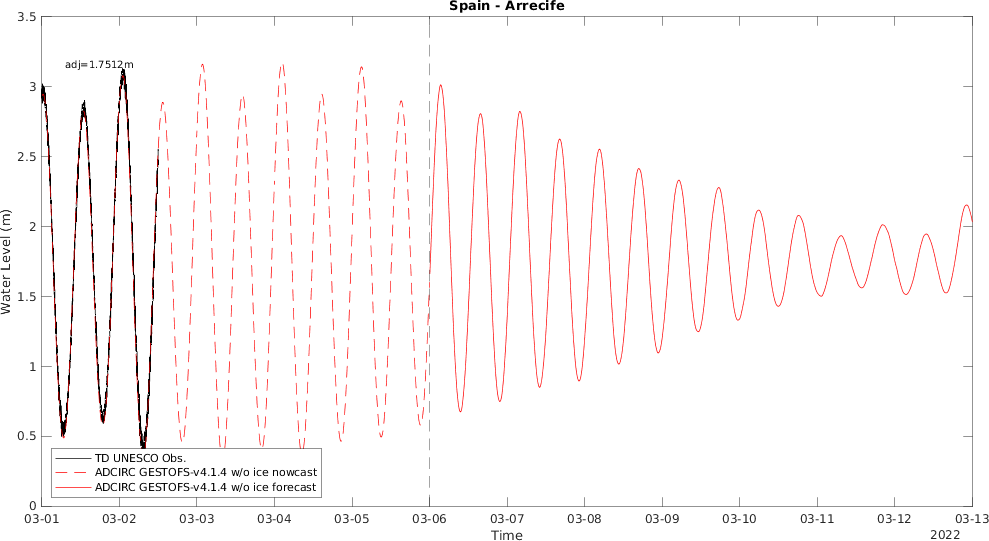 Spain - Arrecife
adj=1.7512m
3.5
3
2.5
2
1.5
1
0.5
0
Water Level (m)
TD UNESCO Obs.
ADCIRC GESTOFS-v4.1.4 w/o ice nowcast
ADCIRC GESTOFS-v4.1.4 w/o ice forecast
03-01 03-02 03-03 03-04 03-05 03-06 03-07 03-08 03-09 03-10 03-11 03-12 03-13
Time
2022